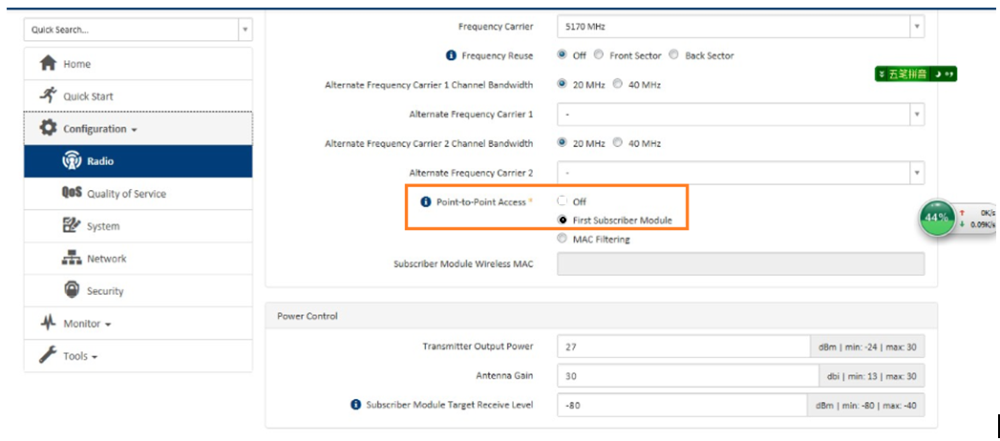 Quick Search...
Home
Quick Start
Configuration
Radio
QoS Quality of Service
System
Network
Security
Monitor
Tools
Frequency Carrier 5170 MHz
Frequency Reuse Off Front Sector Back Sector
Alternate Frequency Carrier 1 Channel Bandwidth 20 MHz 40 MHz
Alternate Frequency Carrier 1 -
Alternate Frequency Carrier 2 Channel Bandwidth 20 MHz 40 MHz
Alternate Frequency Carrier 2 -
Point-to-Point Access * Off
First Subscriber Module
MAC Filtering
Subscriber Module Wireless MAC
Power Control
Transmitter Output Power 27 dBm | min: -24 | max: 30
Antenna Gain 30 dbi | min: 13 | max: 30
Subscriber Module Target Receive Level -80 dBm | min: -80 | max: -40
五笔拼音
44% 0K/s
0.09K/s